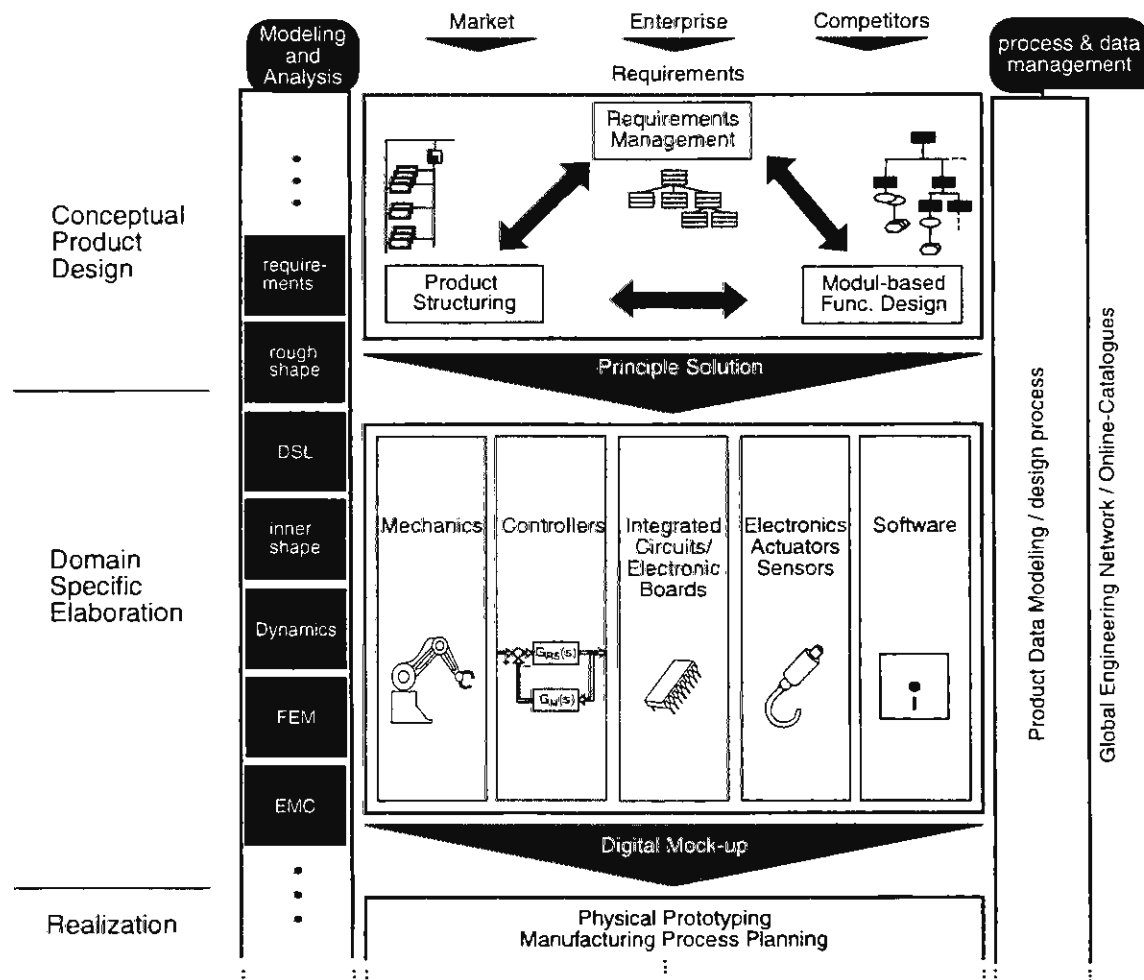 Modeling
and
Analysis
Market
Enterprise
Competitors
process & data
management
Requirements
Requirements
Management
Product
Structuring
Modul-based
Func. Design
Conceptual
Product
Design
require-
ments
rough
shape
Principle Solution
DSL
inner
shape
Dynamics
FEM
EMC
Domain
Specific
Elaboration
Mechanics
Controllers
Integrated
Circuits/
Electronic
Boards
Electronics
Actuators
Sensors
Software
Digital Mock-up
Realization
Physical Prototyping
Manufacturing Process Planning
Product Data Modeling / design process
Global Engineering Network / Online-Catalogues